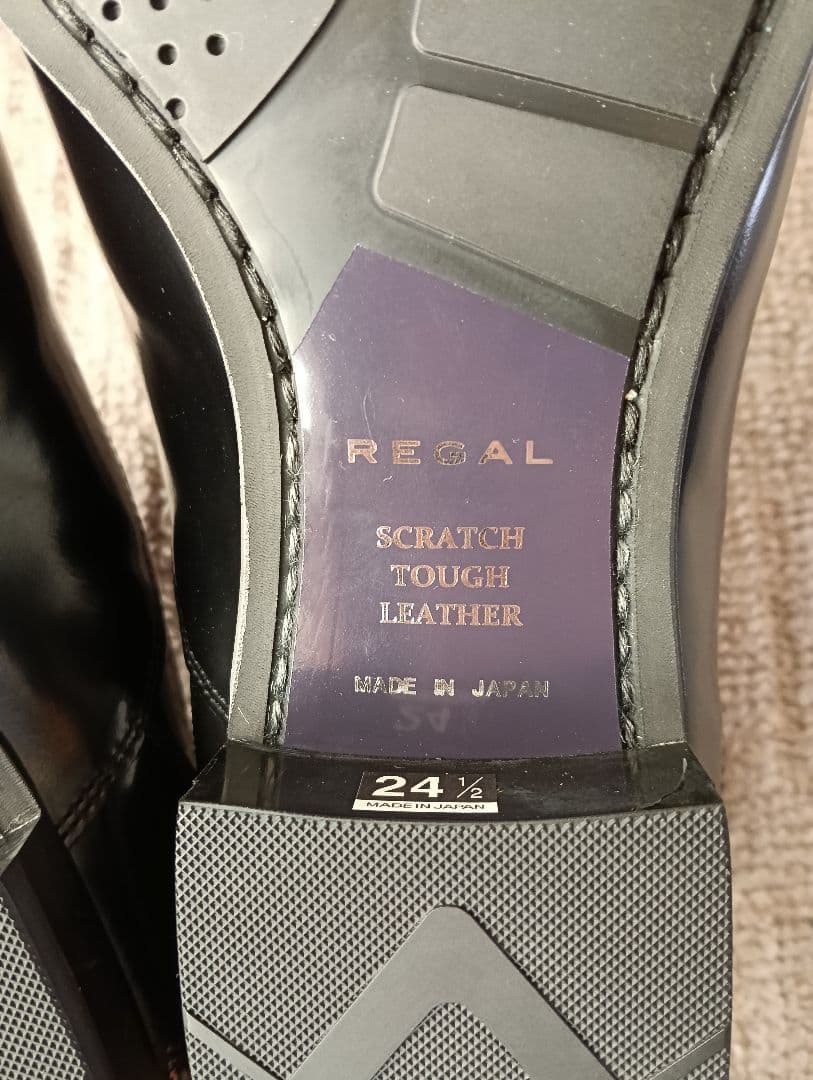 REGAL
SCRATCH
TOUGH
LEATHER
MADE IN JAPAN
24 ½
MADE IN JAPAN